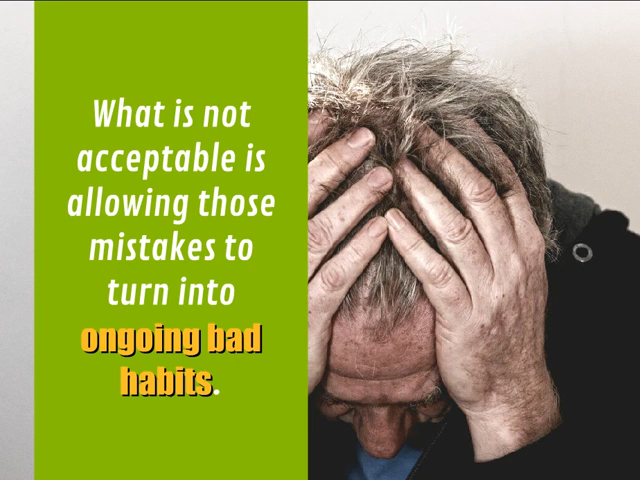 What is not
acceptable is
allowing those
mistakes to
turn into
ongoing bad
habits.